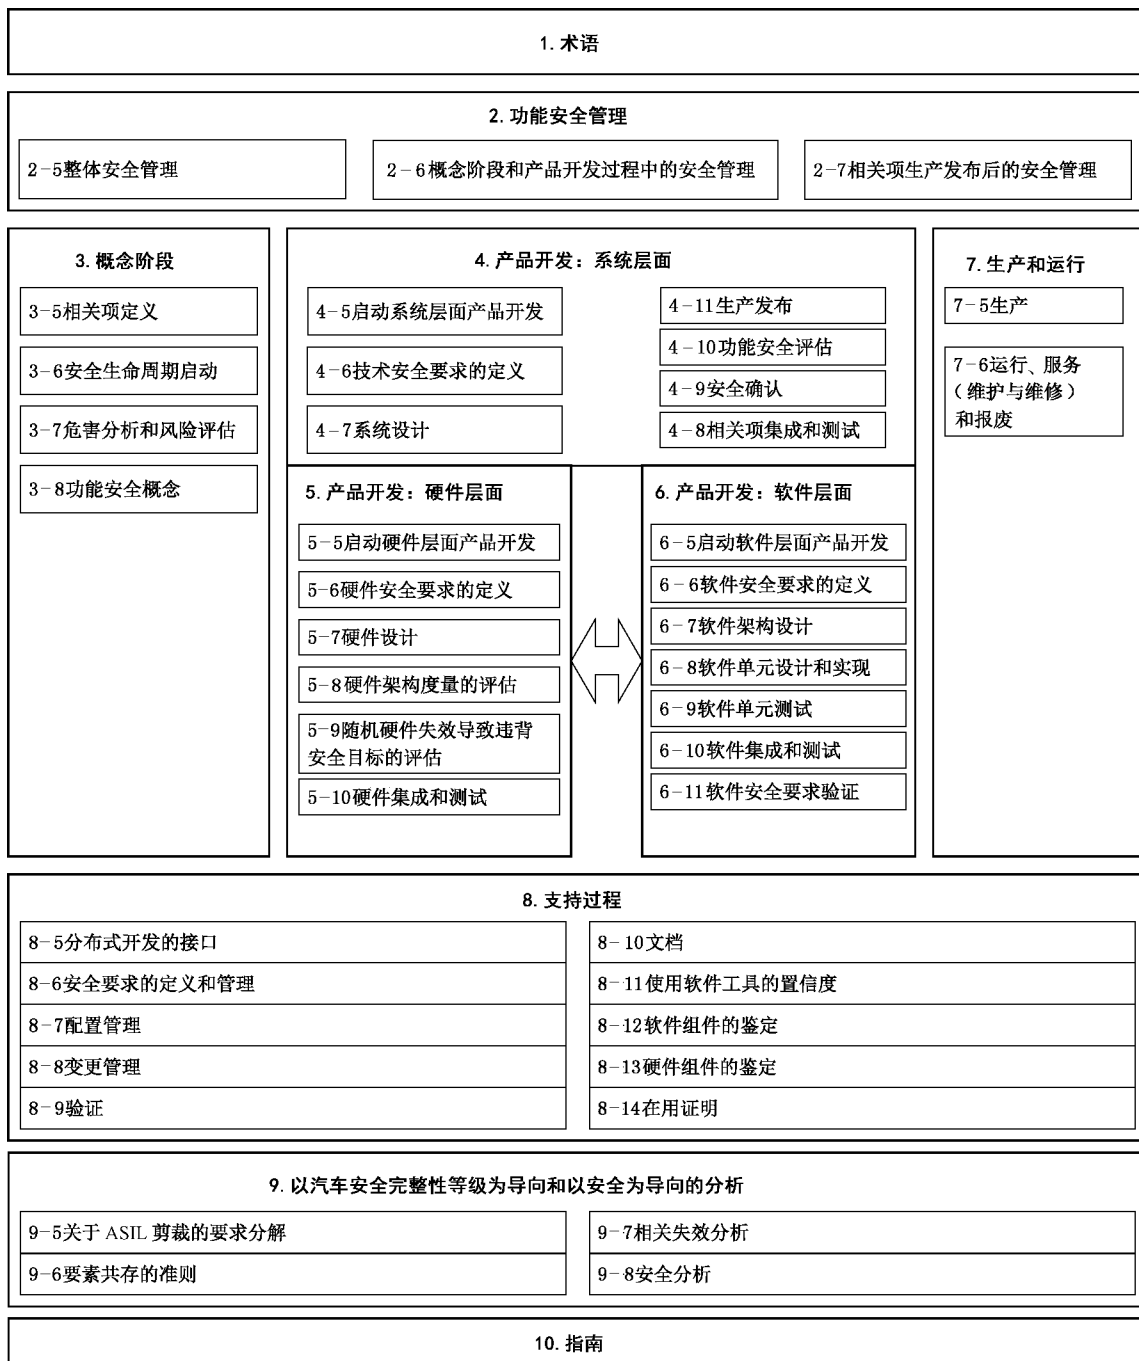 1. 术语
2. 功能安全管理
2-5整体安全管理
2-6概念阶段和产品开发过程中的安全管理
2-7相关项生产发布后的安全管理
3. 概念阶段
3-5相关项定义
3-6安全生命周期启动
3-7危害分析和风险评估
3-8功能安全概念
4. 产品开发：系统层面
4-5启动系统层面产品开发
4-6技术安全要求的定义
4-7系统设计
4-11生产发布
4-10功能安全评估
4-9安全确认
4-8相关项集成和测试
5. 产品开发：硬件层面
5-5启动硬件层面产品开发
5-6硬件安全要求的定义
5-7硬件设计
5-8硬件架构度量的评估
5-9随机硬件失效导致违背
安全目标的评估
5-10硬件集成和测试
6. 产品开发：软件层面
6-5启动软件层面产品开发
6-6软件安全要求的定义
6-7软件架构设计
6-8软件单元设计和实现
6-9软件单元测试
6-10软件集成和测试
6-11软件安全要求验证
7. 生产和运行
7-5生产
7-6运行、服务
（维护与维修）
和报废
8. 支持过程
8-5分布式开发的接口
8-6安全要求的定义和管理
8-7配置管理
8-8变更管理
8-9验证
8-10文档
8-11使用软件工具的置信度
8-12软件组件的鉴定
8-13硬件组件的鉴定
8-14在用证明
9. 以汽车安全完整性等级为导向和以安全为导向的分析
9-5关于 ASIL 剪裁的要求分解
9-6要素共存的准则
9-7相关失效分析
9-8安全分析
10. 指南